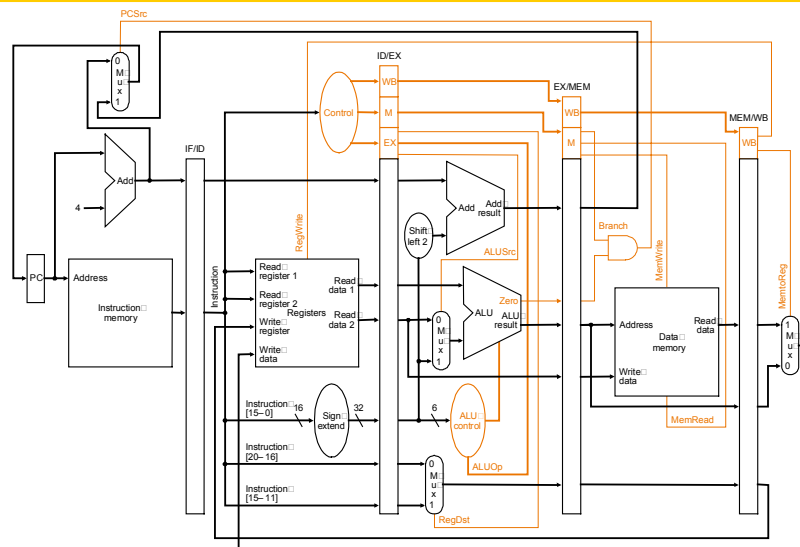 PCSrc
0
M
u
x
1
ID/EX
WB
EX/MEM
Control
M
WB
MEM/WB
EX
M
WB
IF/ID
Add
4
Add
Add
result
RegWrite
Shift
left 2
Branch
ALUSrc
MemWrite
MemtoReg
PC
Address
Instruction
memory
Instruction
Read
register 1
Read
register 2
Write
register
Write
data
Registers
Read
data 1
Read
data 2
0
M
u
x
1
Zero
ALU
ALU
result
Address
Write
data
Data
memory
Read
data
1
M
u
x
0
Instruction
[15–0]
16
Sign
extend
32
6
ALU
control
MemRead
Instruction
[20–16]
ALUOp
Instruction
[15–11]
0
M
u
x
1
RegDst